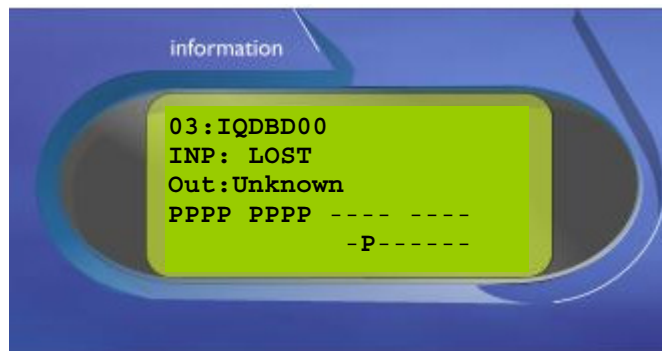 information
03:IQDBD00
INP: LOST
Out:Unknown
PPPP PPPP ---- ----
-P------